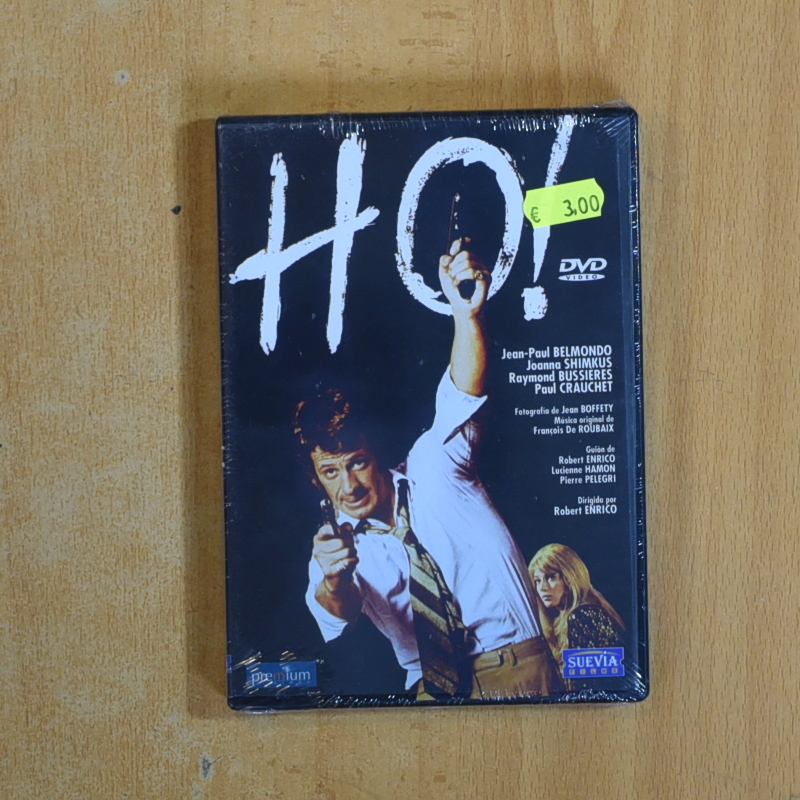 HO!
€ 3,00
DVD
VIDEO
Jean-Paul BELMONDO
Joanna SHIMKUS
Raymond BUSSIERES
Paul CRAUCHET
Fotografía de Jean BOFFETY
Música original de
François De ROUBAIX
Guión de
Robert ENRICO
Lucienne HAMON
Pierre PELEGRI
Dirigida por
Robert ENRICO
premium
SUEVIA
FILMS